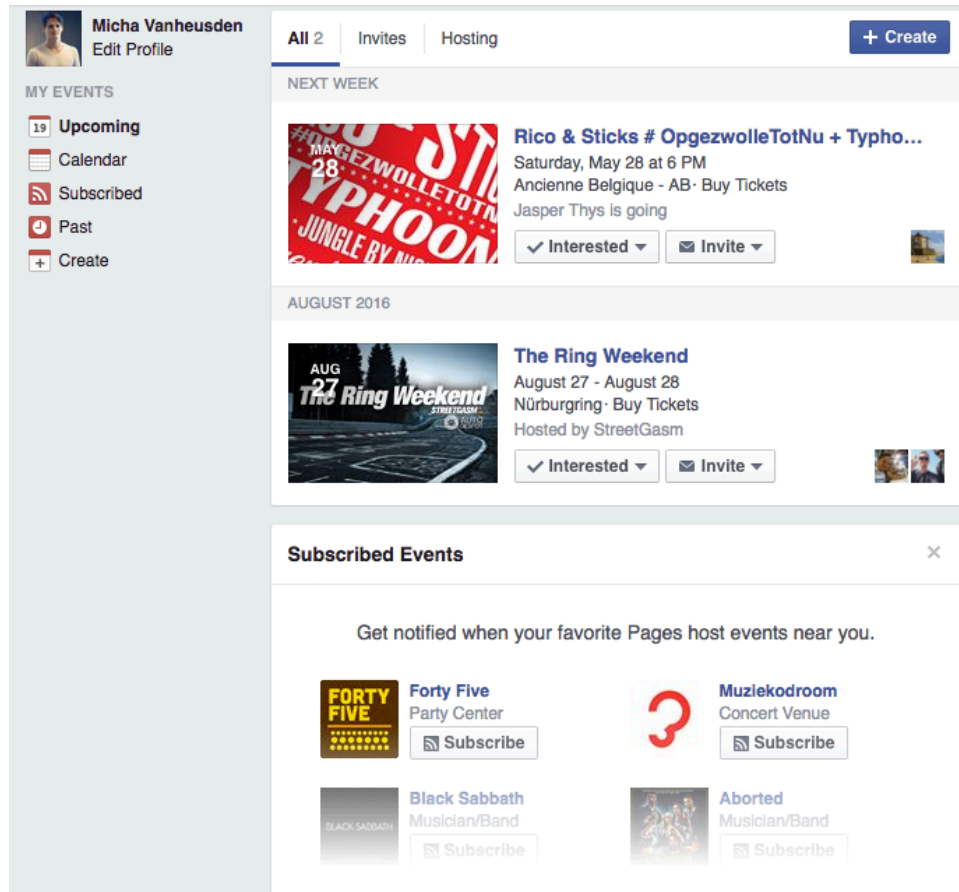 Micha Vanheusden
Edit Profile
MY EVENTS
19 Upcoming
Calendar
Subscribed
Past
Create
All 2 Invites Hosting
+ Create
NEXT WEEK
MAY
28
#OPGEZWOLLETOTN
TYPHOON
JUNGLE BY
Rico & Sticks # OpgezwolleTotNu + Typho...
Saturday, May 28 at 6 PM
Ancienne Belgique - AB· Buy Tickets
Jasper Thys is going
Interested
Invite
AUGUST 2016
AUG
27
The Ring Weekend
STREETGASM
The Ring Weekend
August 27 - August 28
Nürburgring· Buy Tickets
Hosted by StreetGasm
Interested
Invite
Subscribed Events
Get notified when your favorite Pages host events near you.
FORTY
FIVE
Forty Five
Party Center
Subscribe
Muziekodroom
Concert Venue
Subscribe
BLACK SABBATH
Black Sabbath
Musician/Band
Subscribe
Aborted
Musician/Band
Subscribe